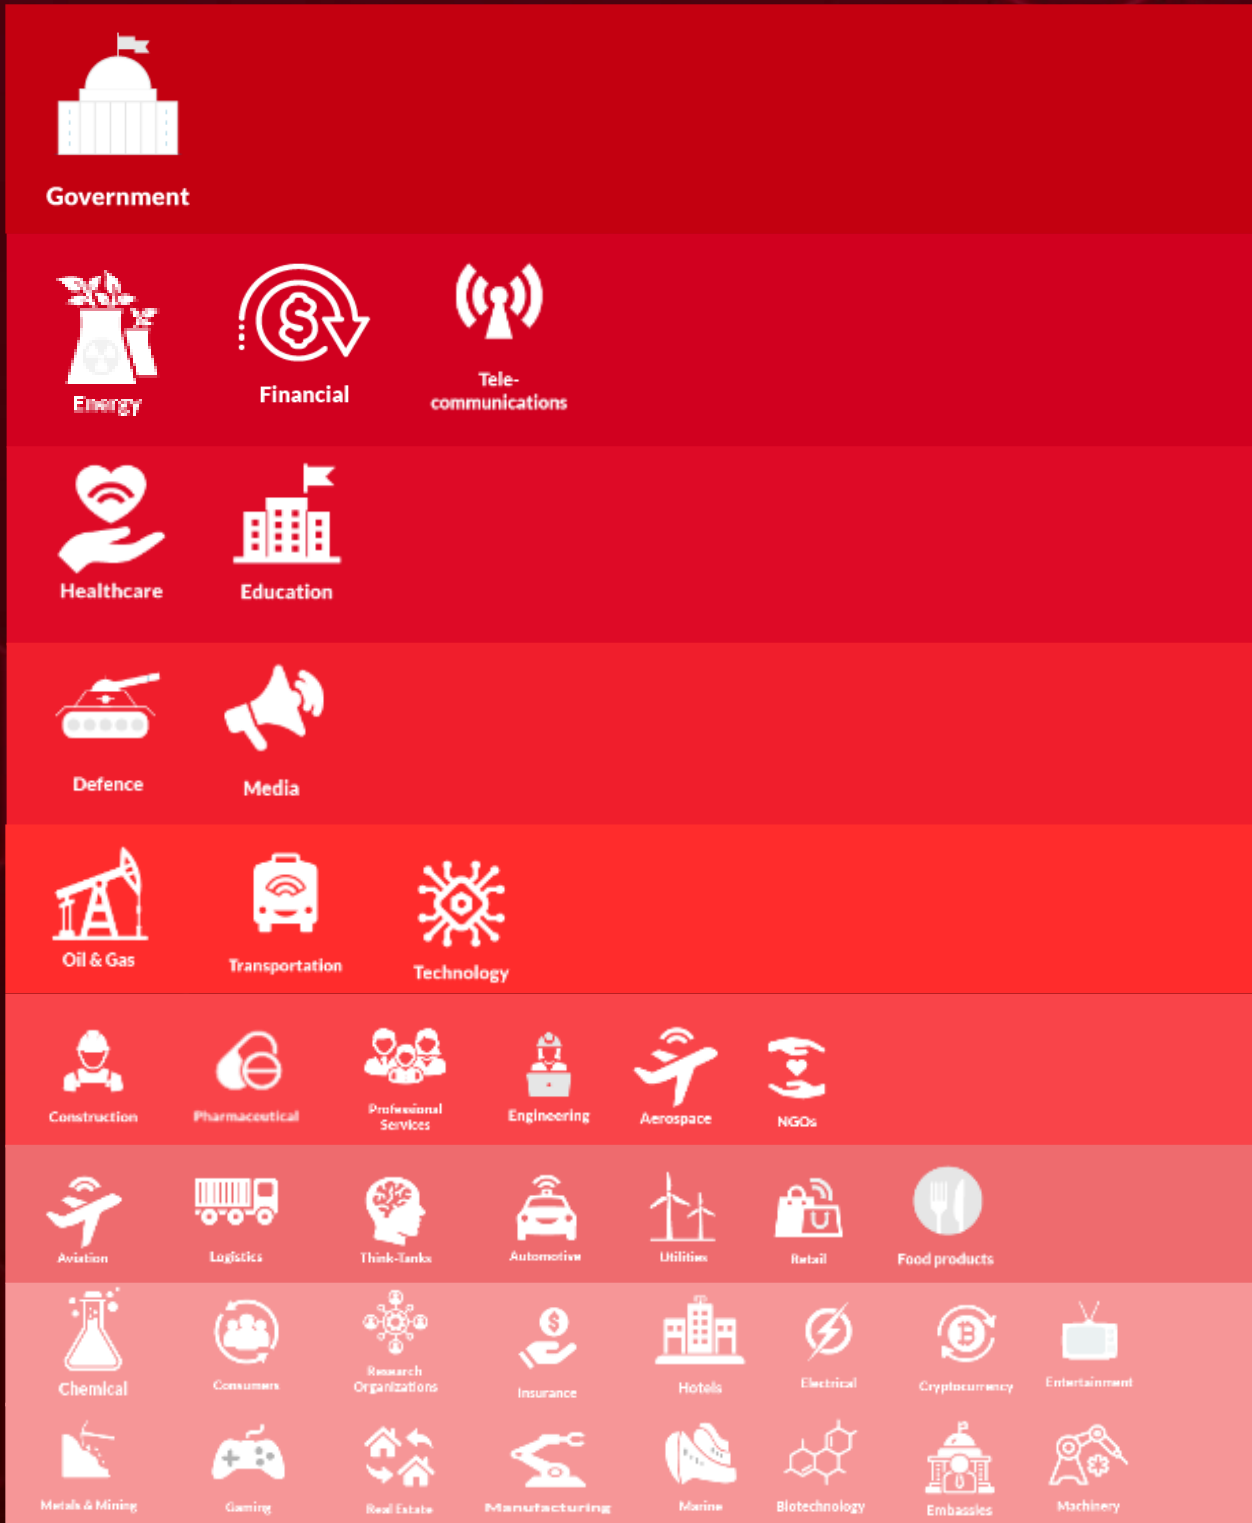 Government
Energy
Financial
Tele-
communications
Healthcare
Education
Defence
Media
Oil & Gas
Transportation
Technology
Construction
Pharmaceutical
Professional
Services
Engineering
Aerospace
NGOs
Aviation
Logistics
Think-Tanks
Automotive
Utilities
Retail
Food products
Chemical
Consumers
Research
Organizations
Insurance
Hotels
Electrical
Cryptocurrency
Entertainment
Metals & Mining
Gaming
Real Estate
Manufacturing
Marine
Biotechnology
Embassies
Machinery